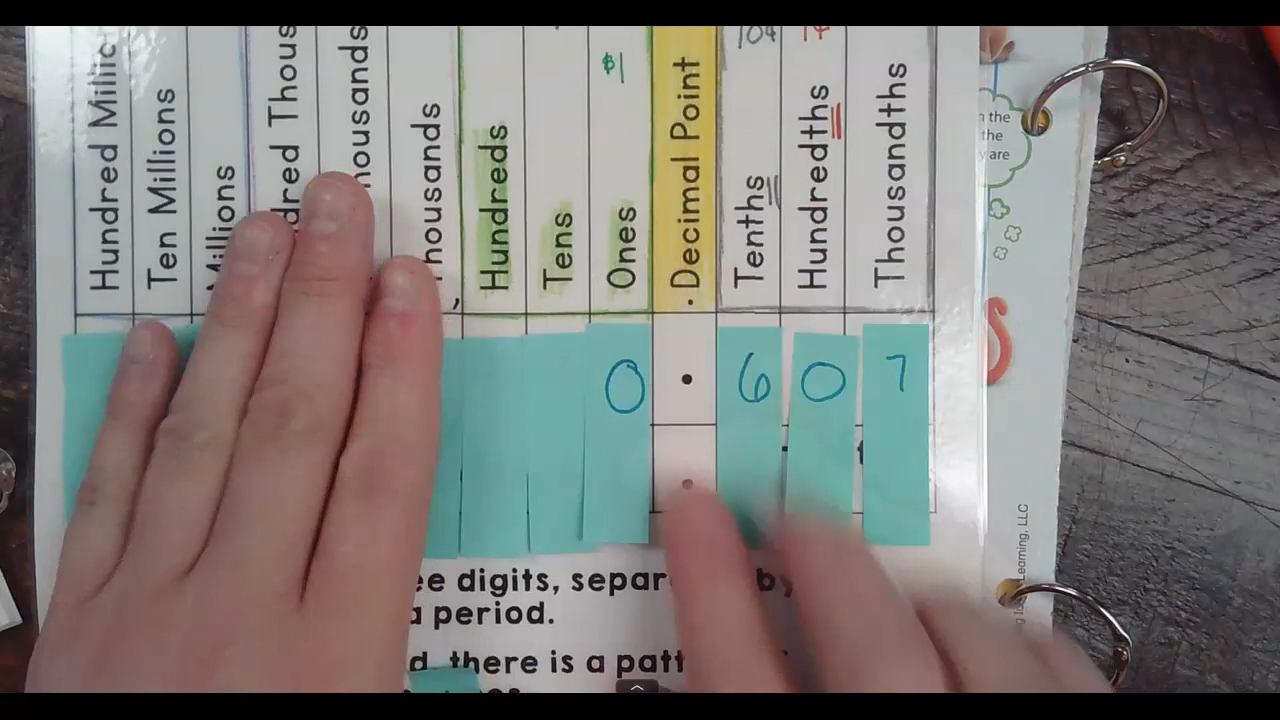 Hundred Millio
Ten Millions
Millions
dred Thous
housands
housands
,
Hundreds
Tens
Ones $1
. Decimal Point
Tenths 10¢
Hundredths 1¢
Thousandths
0 . 6 0 7
.
ee digits, separ by
a period.
d, there is a patt
n the
the
y are
Learning, LLC